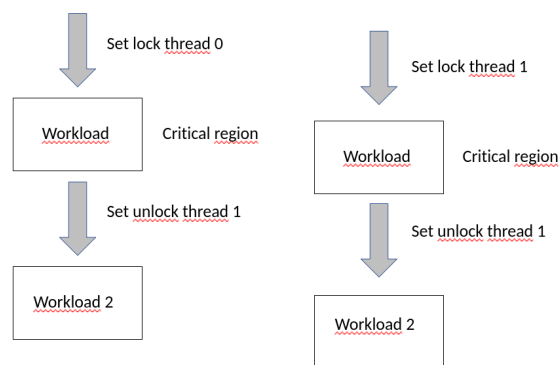 Set lock thread 0
Workload
Critical region
Set unlock thread 1
Workload 2
Set lock thread 1
Workload
Critical region
Set unlock thread 1
Workload 2